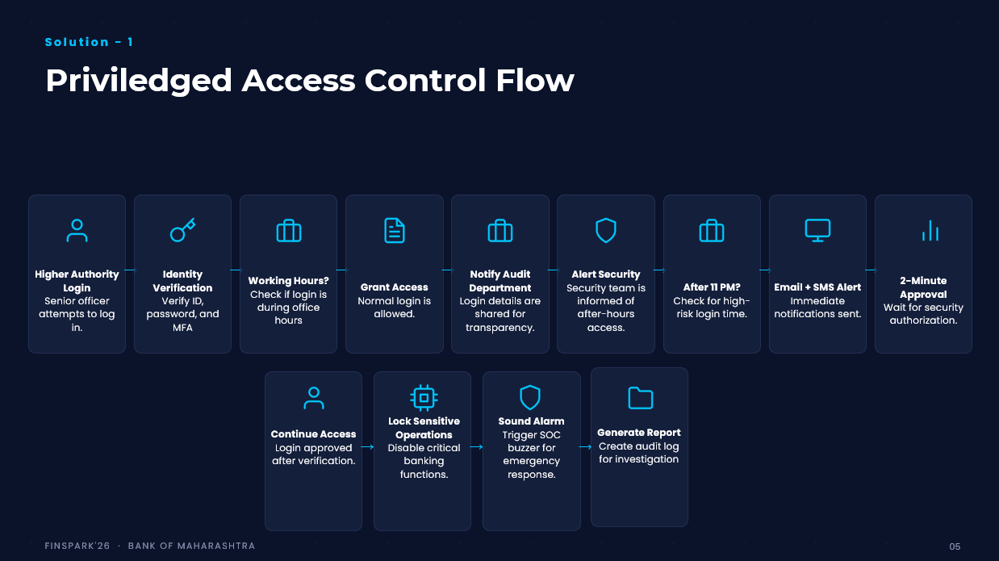 Solution - 1
Priviledged Access Control Flow
Higher Authority
Login
Senior officer
attempts to log
in.
Identity
Verification
Verify ID,
password, and
MFA
Working Hours?
Check if login is
during office
hours
Grant Access
Normal login is
allowed.
Notify Audit
Department
Login details are
shared for
transparency.
Alert Security
Security team is
informed of
after-hours
access.
After 11 PM?
Check for high-
risk login time.
Email + SMS Alert
Immediate
notifications sent.
2-Minute
Approval
Wait for security
authorization.
Continue Access
Login approved
after verification.
Lock Sensitive
Operations
Disable critical
banking
functions.
Sound Alarm
Trigger SOC
buzzer for
emergency
response.
Generate Report
Create audit log
for investigation
FINSPARK'26 · BANK OF MAHARASHTRA
05